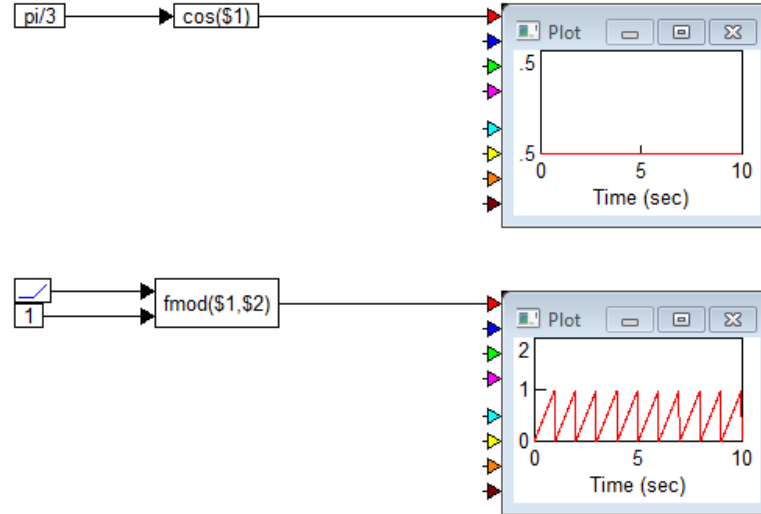 pi/3
cos($1)
Plot
.5
.5
0 5 10
Time (sec)
1
fmod($1,$2)
Plot
2
1
0
0 5 10
Time (sec)